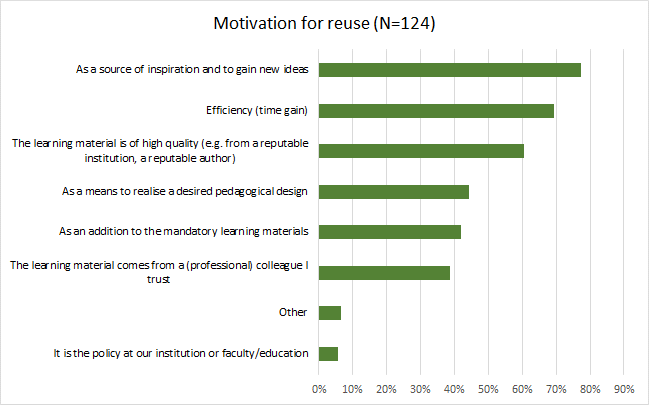 Motivation for reuse (N=124)
As a source of inspiration and to gain new ideas
Efficiency (time gain)
The learning material is of high quality (e.g. from a reputable
institution, a reputable author)
As a means to realise a desired pedagogical design
As an addition to the mandatory learning materials
The learning material comes from a (professional) colleague I
trust
Other
It is the policy at our institution or faculty/education
0% 10% 20% 30% 40% 50% 60% 70% 80% 90%